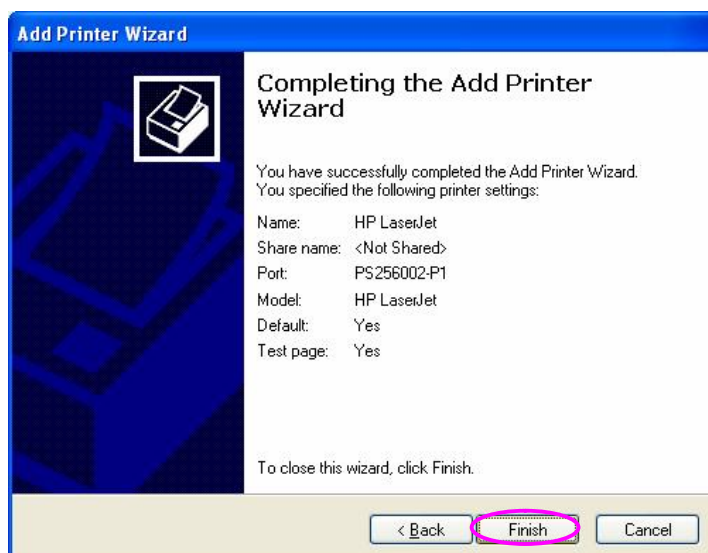 Add Printer Wizard
Completing the Add Printer
Wizard
You have successfully completed the Add Printer Wizard.
You specified the following printer settings:
Name: HP LaserJet
Share name: <Not Shared>
Port: PS256002-P1
Model: HP LaserJet
Default: Yes
Test page: Yes
To close this wizard, click Finish.
< Back Finish Cancel